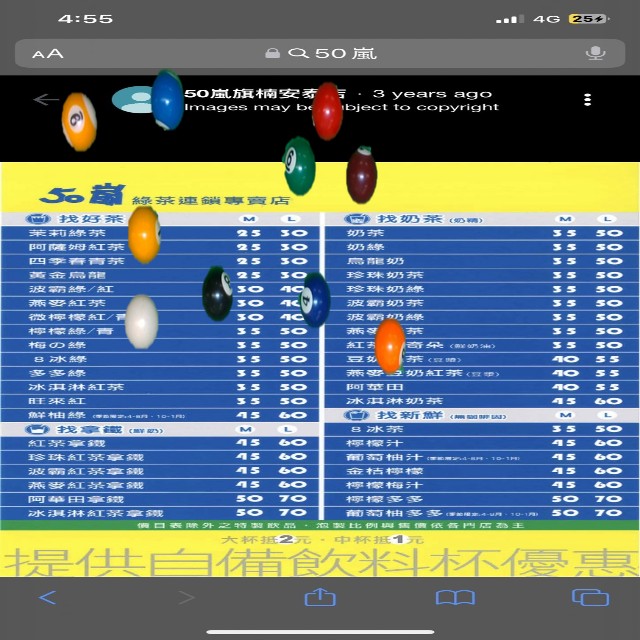 4:55 4G 25
AA 50 嵐
50嵐旗楠安泰店 · 3 years ago
Images may be subject to copyright
50嵐 綠茶連鎖專賣店
找好茶 M L
茉莉綠茶 25 30
阿薩姆紅茶 25 30
四季春青茶 25 30
黃金烏龍 25 30
波霸綠/紅 30 40
燕麥紅茶 30 40
微檸檬紅/青 30 40
檸檬綠/青 35 50
梅の綠 35 50
8冰綠 35 50
多多綠 35 50
冰淇淋紅茶 35 50
旺來紅 35 50
鮮柚綠 45 60
找拿鐵 (鮮奶) M L
紅茶拿鐵 45 60
珍珠紅茶拿鐵 45 60
波霸紅茶拿鐵 45 60
燕麥紅茶拿鐵 45 60
阿華田拿鐵 50 70
冰淇淋紅茶拿鐵 50 70
找奶茶 (奶精) M L
奶茶 35 50
奶綠 35 50
烏龍奶 35 50
珍珠奶茶 35 50
珍珠奶綠 35 50
波霸奶茶 35 50
波霸奶綠 35 50
燕麥奶茶 35 50
紅茶 奇朵 35 50
豆奶 茶 40 55
燕麥豆奶紅茶 40 55
阿華田 40 55
冰淇淋奶茶 45 60
找新鮮 (無咖啡因) M L
8冰茶 35 50
檸檬汁 45 60
葡萄柚汁 45 60
金桔檸檬 45 60
檸檬梅汁 45 60
檸檬多多 50 70
葡萄柚多多 50 70
價目表除外之特製飲品,泡製比例與售價依各門店為主
大杯抵2元·中杯抵1元
提供自備飲料杯優惠